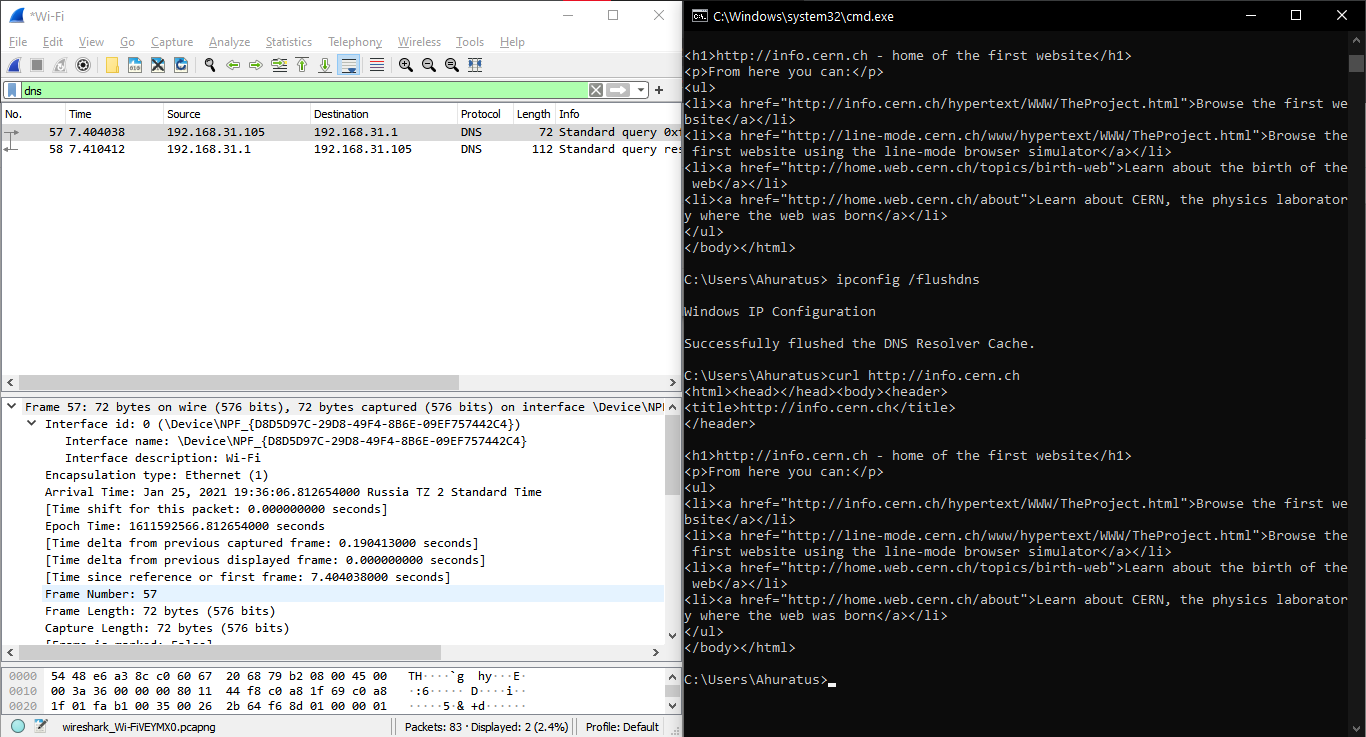 *Wi-Fi
File Edit View Go Capture Analyze Statistics Telephony Wireless Tools Help
dns
No. Time Source Destination Protocol Length Info
57 7.404038 192.168.31.105 192.168.31.1 DNS 72 Standard query 0x
58 7.410412 192.168.31.1 192.168.31.105 DNS 112 Standard query res
Frame 57: 72 bytes on wire (576 bits), 72 bytes captured (576 bits) on interface \Device\NPF
Interface id: 0 (\Device\NPF_{D8D5D97C-29D8-49F4-8B6E-09EF757442C4})
Interface name: \Device\NPF_{D8D5D97C-29D8-49F4-8B6E-09EF757442C4}
Interface description: Wi-Fi
Encapsulation type: Ethernet (1)
Arrival Time: Jan 25, 2021 19:36:06.812654000 Russia TZ 2 Standard Time
[Time shift for this packet: 0.000000000 seconds]
Epoch Time: 1611592566.812654000 seconds
[Time delta from previous captured frame: 0.190413000 seconds]
[Time delta from previous displayed frame: 0.000000000 seconds]
[Time since reference or first frame: 7.404038000 seconds]
Frame Number: 57
Frame Length: 72 bytes (576 bits)
Capture Length: 72 bytes (576 bits)
[Frame is marked: False]
0000 54 48 e6 a3 8c c0 60 67 20 68 79 b2 08 00 45 00 TH····`g hy···E·
0010 00 3a 36 00 00 00 80 11 44 f8 c0 a8 1f 69 c0 a8 ·:6····· D····i··
0020 1f 01 fa b1 00 35 00 26 2b 64 f6 8d 01 00 00 01 ·····5·& +d······
wireshark_Wi-FiVEYMX0.pcapng Packets: 83 · Displayed: 2 (2.4%) Profile: Default
C:\Windows\system32\cmd.exe
<h1>http://info.cern.ch - home of the first website</h1>
<p>From here you can:</p>
<ul>
<li><a href="http://info.cern.ch/hypertext/WWW/TheProject.html">Browse the first we
bsite</a></li>
<li><a href="http://line-mode.cern.ch/www/hypertext/WWW/TheProject.html">Browse the
first website using the line-mode browser simulator</a></li>
<li><a href="http://home.web.cern.ch/topics/birth-web">Learn about the birth of the
web</a></li>
<li><a href="http://home.web.cern.ch/about">Learn about CERN, the physics laborator
y where the web was born</a></li>
</ul>
</body></html>
C:\Users\Ahuratus> ipconfig /flushdns
Windows IP Configuration
Successfully flushed the DNS Resolver Cache.
C:\Users\Ahuratus>curl http://info.cern.ch
<html><head></head><body><header>
<title>http://info.cern.ch</title>
</header>
<h1>http://info.cern.ch - home of the first website</h1>
<p>From here you can:</p>
<ul>
<li><a href="http://info.cern.ch/hypertext/WWW/TheProject.html">Browse the first we
bsite</a></li>
<li><a href="http://line-mode.cern.ch/www/hypertext/WWW/TheProject.html">Browse the
first website using the line-mode browser simulator</a></li>
<li><a href="http://home.web.cern.ch/topics/birth-web">Learn about the birth of the
web</a></li>
<li><a href="http://home.web.cern.ch/about">Learn about CERN, the physics laborator
y where the web was born</a></li>
</ul>
</body></html>
C:\Users\Ahuratus>